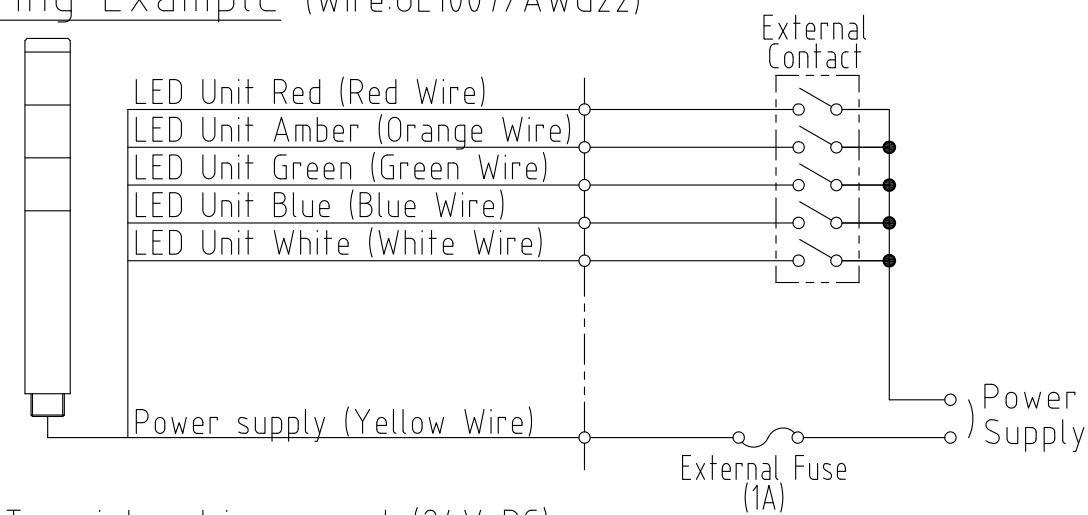 (Wire:UL1007/AWG22)
External
Contact
LED Unit Red (Red Wire)
LED Unit Amber (Orange Wire)
LED Unit Green (Green Wire)
LED Unit Blue (Blue Wire)
LED Unit White (White Wire)
Power supply (Yellow Wire)
Power
Supply
External Fuse
(1A)